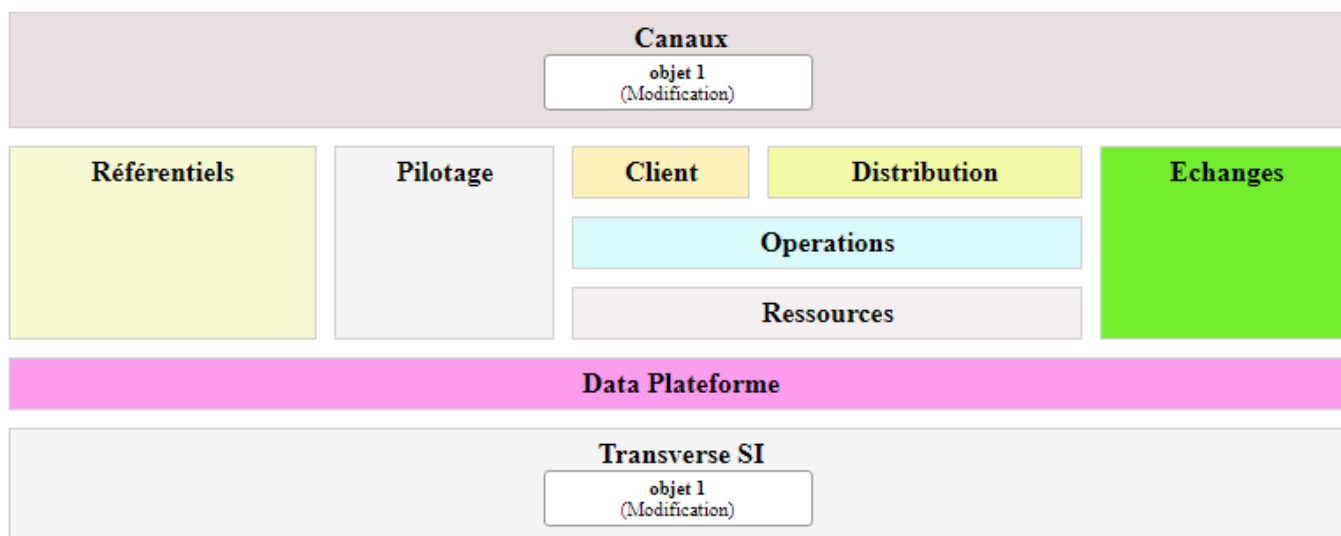 Canaux
objet 1
(Modification)
Référentiels
Pilotage
Client
Distribution
Echanges
Operations
Ressources
Data Plateforme
Transverse SI
objet 1
(Modification)